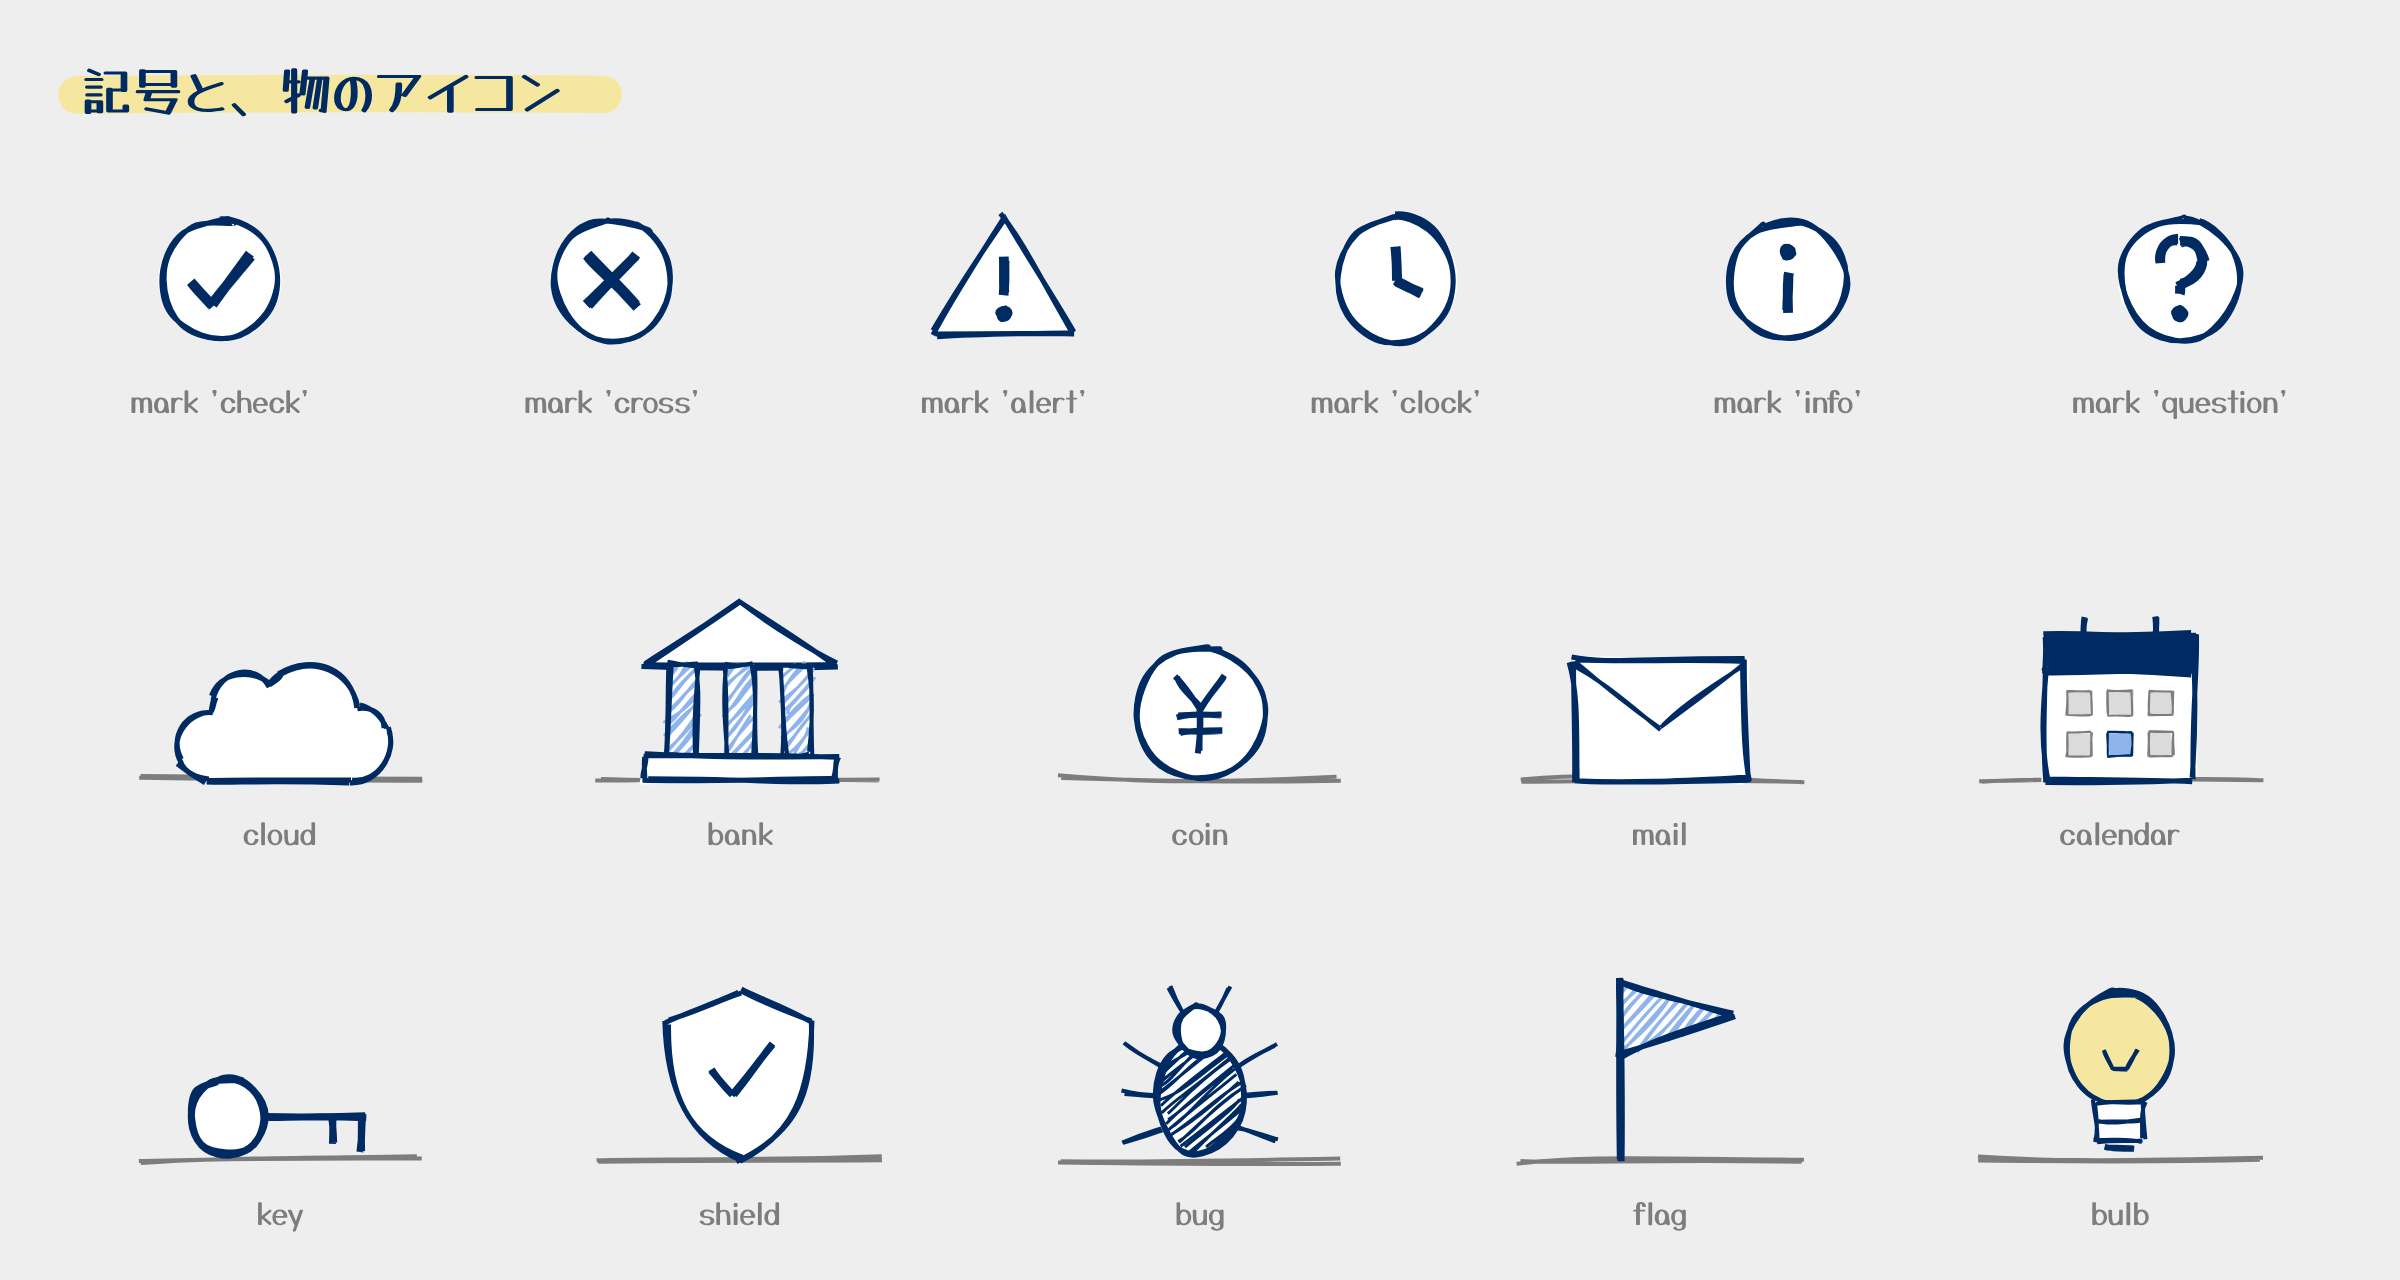 記号と、物のアイコン
mark 'check'
mark 'cross'
mark 'alert'
mark 'clock'
mark 'info'
mark 'question'
¥
cloud
bank
coin
mail
calendar
key
shield
bug
flag
bulb